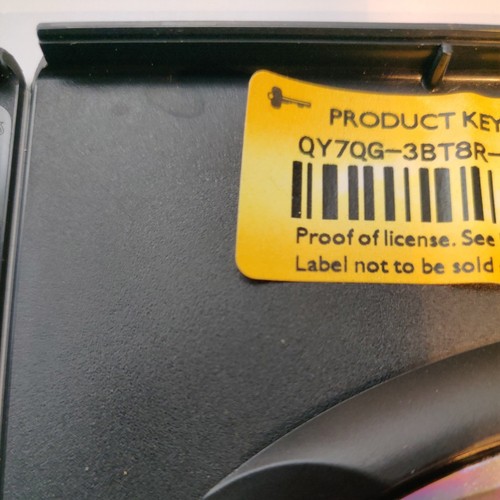 PRODUCT KEY
QY7QG-3BT8R-
Proof of license. See
Label not to be sold